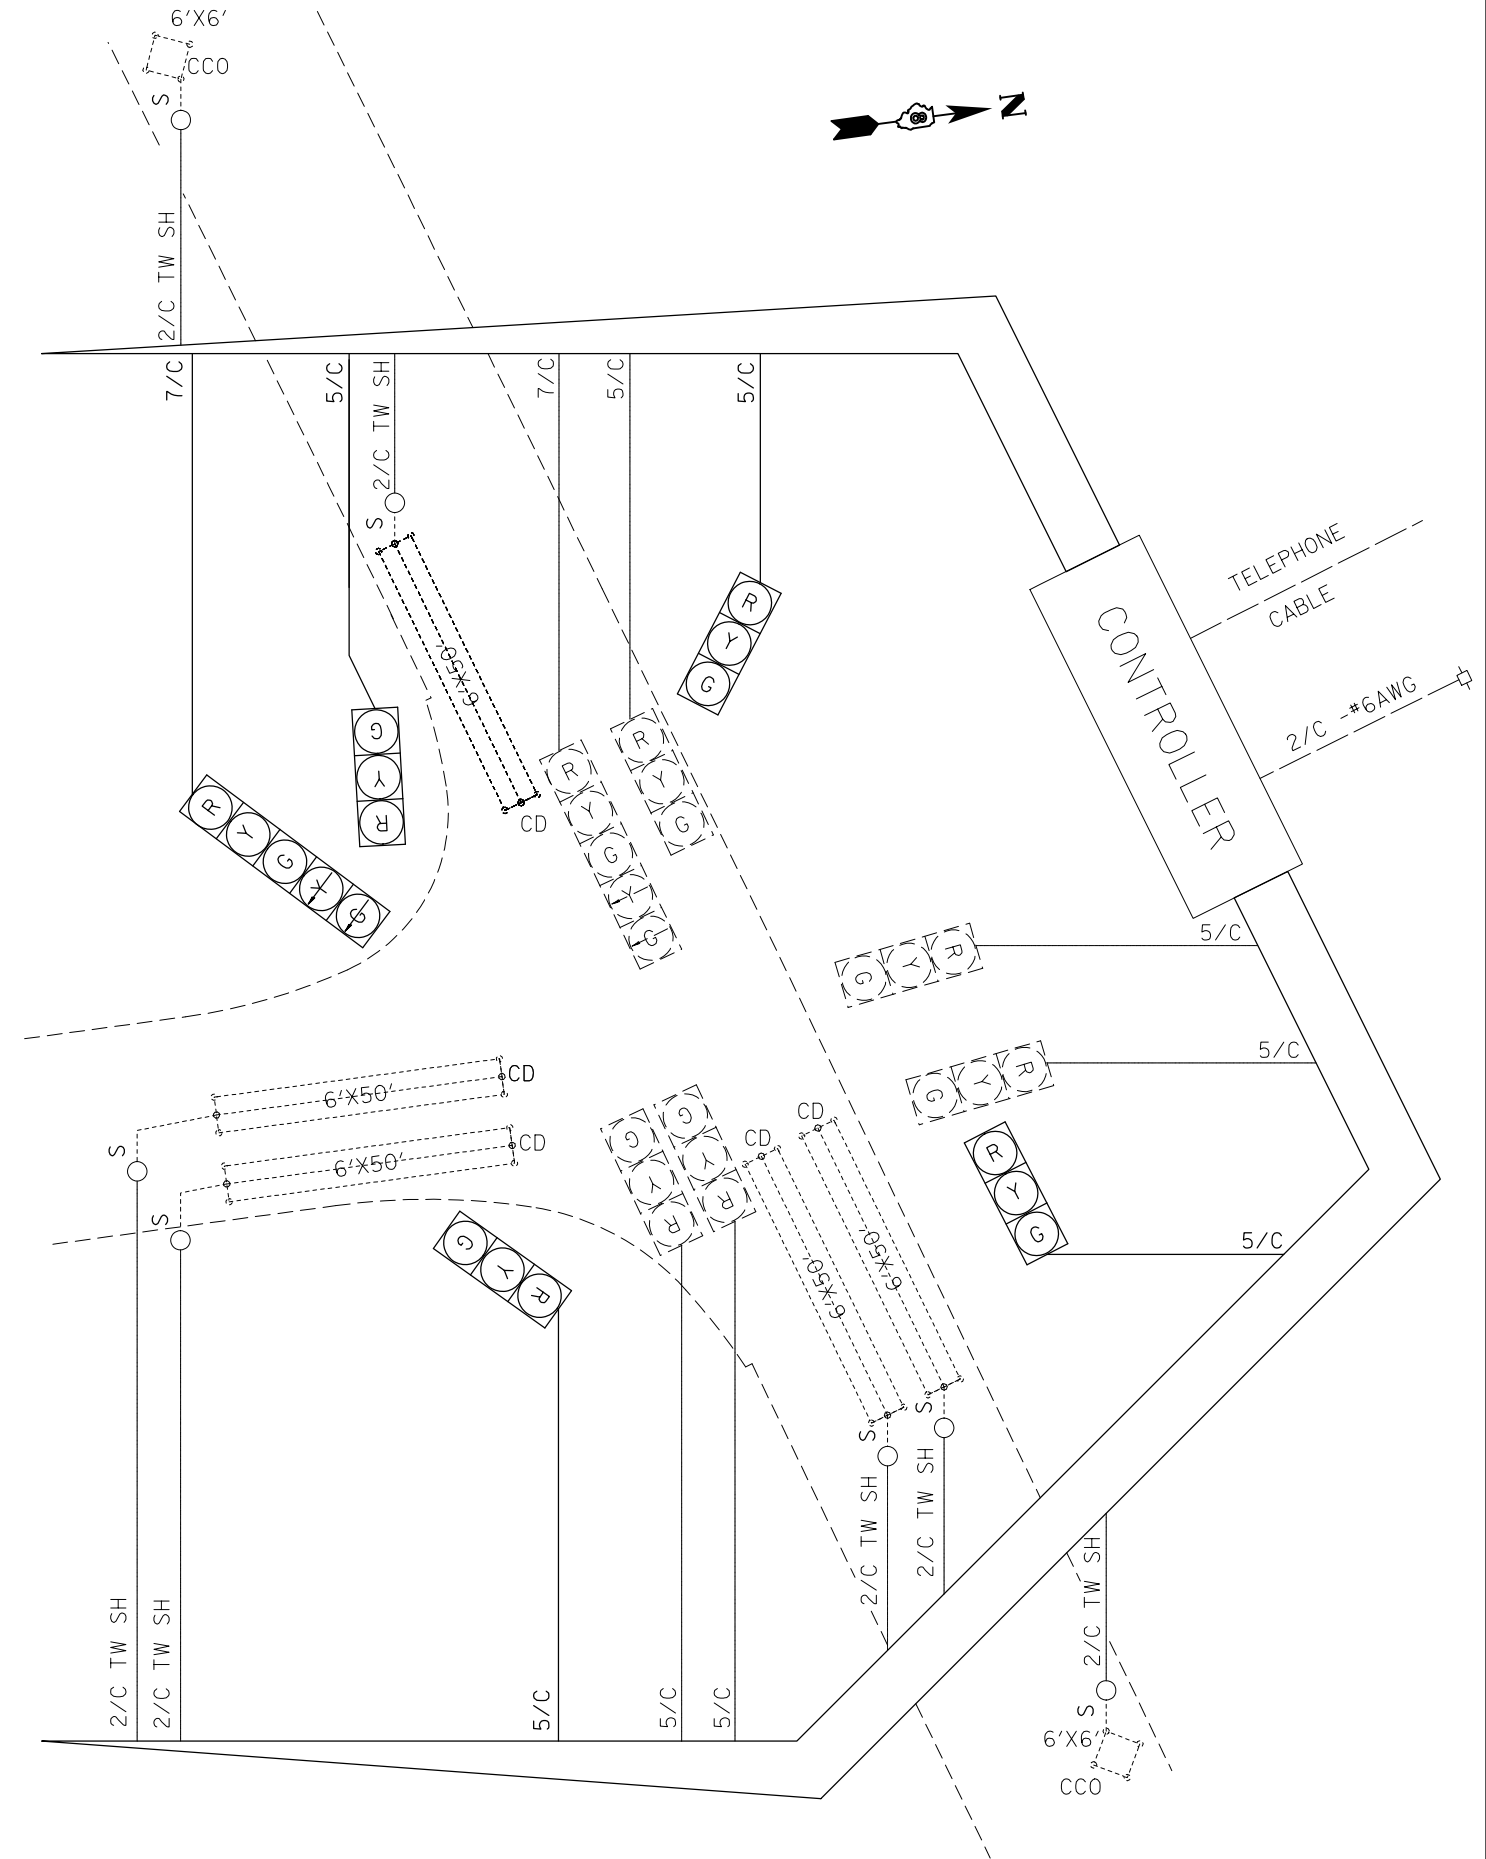 6'X6'
CCO
S
N
2/C TW SH
7/C
5/C
2/C TW SH
7/C
5/C
5/C
S
TELEPHONE
CABLE
CONTROLLER
2/C -#6AWG
6'X50'
CD
R
Y
G
G
Y
R
R
Y
G
Y
G
R
Y
G
Y
G
R
Y
G
5/C
R
Y
G
5/C
R
Y
G
CD
6'X50'
CD
6'X50'
S
S
G
Y
R
G
Y
R
CD
CD
R
Y
G
5/C
G
Y
R
6'X50'
6'X50'
S
S
2/C TW SH
2/C TW SH
2/C TW SH
2/C TW SH
2/C TW SH
5/C
5/C
5/C
S
6'X6'
CCO